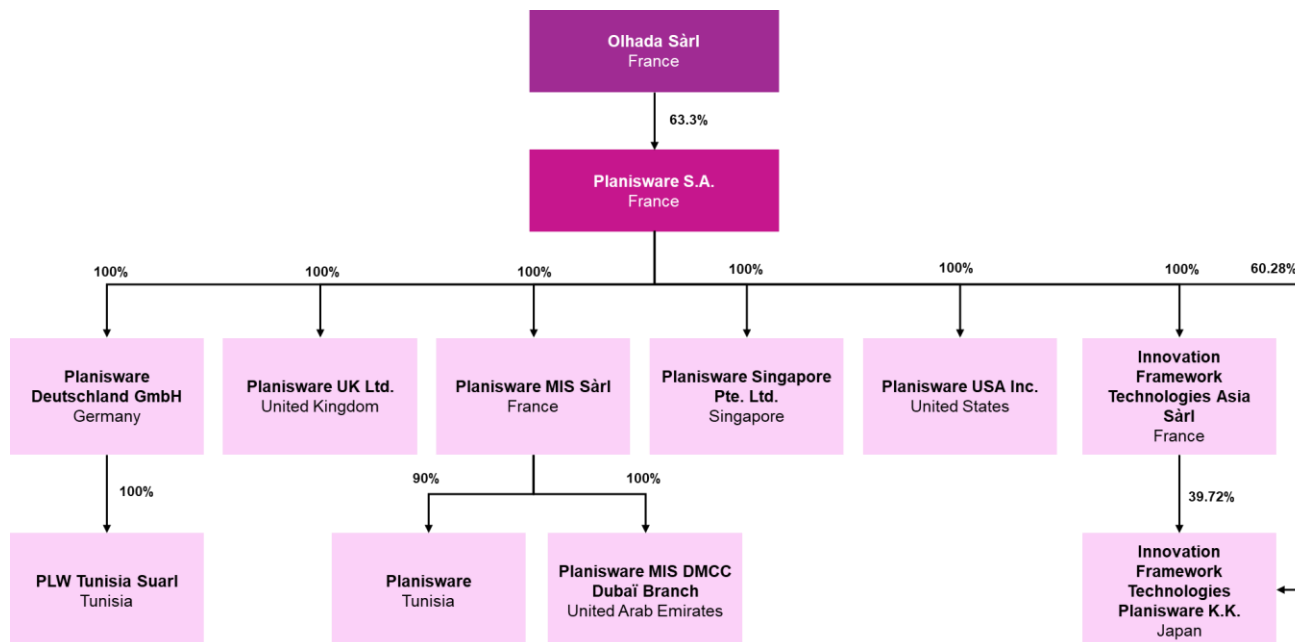 Olhada Sàrl
France
63.3%
Planisware S.A.
France
100%
100%
100%
100%
100%
100%
60.28%
Planisware
Deutschland GmbH
Germany
Planisware UK Ltd.
United Kingdom
Planisware MIS Sàrl
France
Planisware Singapore
Pte. Ltd.
Singapore
Planisware USA Inc.
United States
Innovation
Framework
Technologies Asia
Sàrl
France
100%
90%
100%
39.72%
PLW Tunisia Suarl
Tunisia
Planisware
Tunisia
Planisware MIS DMCC
Dubaï Branch
United Arab Emirates
Innovation
Framework
Technologies
Planisware K.K.
Japan